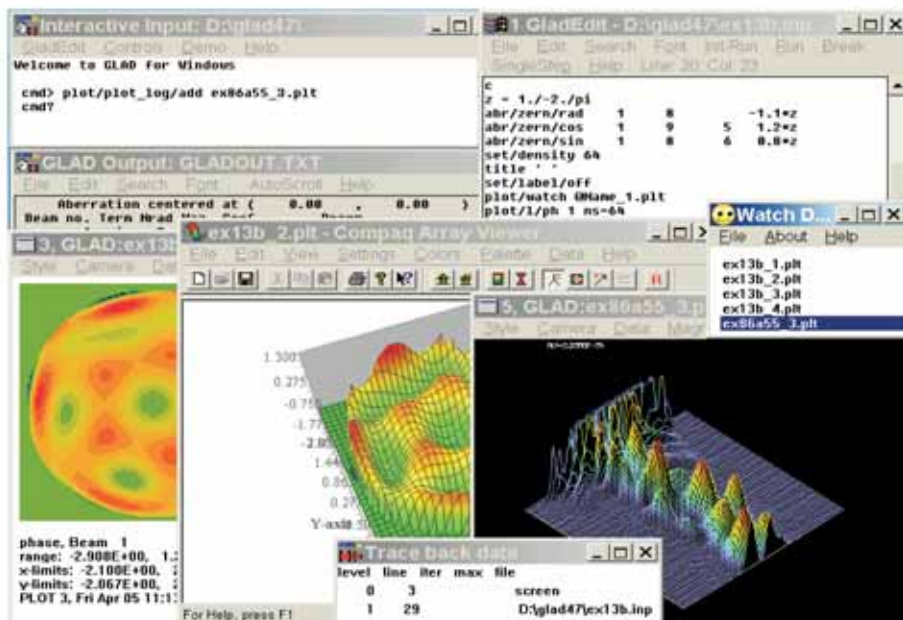 Interactive Input: D:\glad47\
GladEdit Controls Demo Help
Welcome to GLAD for Windows
cmd> plot/plot_log/add ex86a55_3.plt
cmd?
1 GladEdit - D:\glad47\ex13b.inp
File Edit Search Font Init-Run Run Break
SingleStep Help Line: 20, Col: 23
c
z = 1./-2./pi
abr/zern/rad 1 8 -1.1*z
abr/zern/cos 1 9 5 1.2*z
abr/zern/sin 1 8 6 0.8*z
set/density 64
title ' '
set/label/off
plot/watch @Name_1.plt
plot/l/ph 1 ns=64
GLAD Output: GLADOUT.TXT
File Edit Search Font AutoScroll Help
Aberration centered at ( 0.00 , 0.00 )
Beam no. Term Nrad
Watch D...
File About Help
ex13b_1.plt
ex13b_2.plt
ex13b_3.plt
ex13b_4.plt
ex86a55_3.plt
3, GLAD:ex13b
Style Camera
phase, Beam 1
range: -2.908E+00,
x-limits: -2.100E+00,
y-limits: -2.067E+00,
PLOT 3, Fri Apr 05
ex13b_2.plt - Compaq Array Viewer
File Edit View Settings Colors Palette Data Help
Y-axis
For Help, press F1
5, GLAD:ex86a55_3.p
Style Camera Data
Trace back data
level line iter max file
0 3 screen
1 29 D:\glad47\ex13b.inp